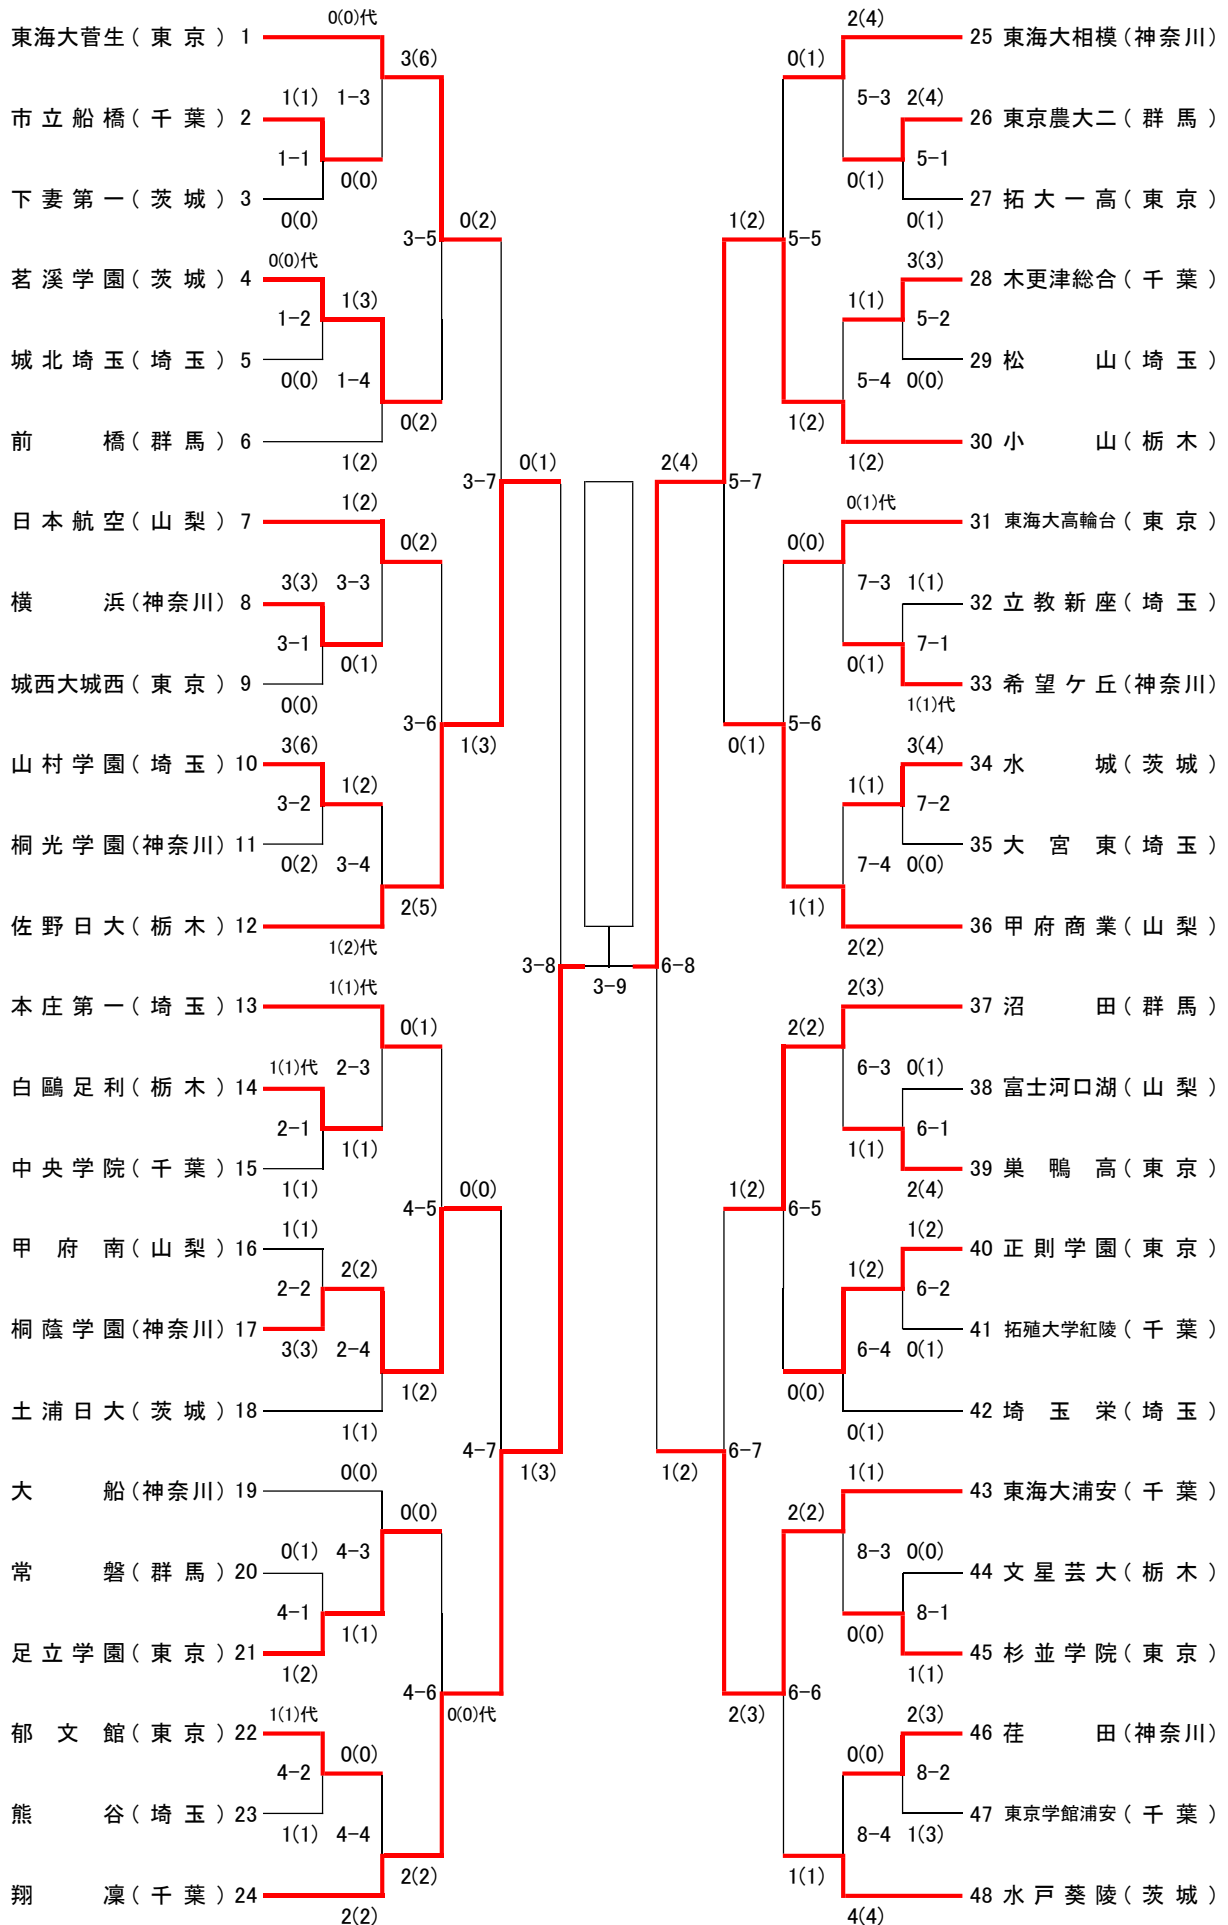 0(0)代
東海大菅生(東京) 1
3(6)
1(1) 1-3
市立船橋(千葉) 2
1-1
0(0)
下妻第一(茨城) 3
0(0)
3-5
0(2)
0(0)代
茗溪学園(茨城) 4
1(3)
1-2
城北埼玉(埼玉) 5
0(0) 1-4
0(2)
前橋(群馬) 6
1(2)
3-7
0(1)
1(2)
日本航空(山梨) 7
0(2)
3(3) 3-3
横浜(神奈川) 8
3-1
0(1)
城西大城西(東京) 9
0(0)
3-6
1(3)
3(6)
山村学園(埼玉) 10
1(2)
3-2
桐光学園(神奈川) 11
0(2) 3-4
2(5)
佐野日大(栃木) 12
1(2)代
3-8
3-9
1(1)代
本庄第一(埼玉) 13
0(1)
1(1)代 2-3
白鷗足利(栃木) 14
2-1
1(1)
中央学院(千葉) 15
1(1)
4-5
0(0)
1(1)
甲府南(山梨) 16
2(2)
2-2
桐蔭学園(神奈川) 17
3(3) 2-4
1(2)
土浦日大(茨城) 18
1(1)
4-7
1(3)
0(0)
大船(神奈川) 19
0(0)
0(1) 4-3
常磐(群馬) 20
4-1
1(1)
足立学園(東京) 21
1(2)
4-6
0(0)代
1(1)代
郁文館(東京) 22
0(0)
4-2
熊谷(埼玉) 23
1(1) 4-4
2(2)
翔凜(千葉) 24
2(2)
2(4)
25 東海大相模(神奈川)
0(1)
5-3 2(4)
26 東京農大二(群馬)
5-1
0(1)
27 拓大一高(東京)
0(1)
1(2)
5-5
3(3)
28 木更津総合(千葉)
1(1)
5-2
29 松山(埼玉)
5-4 0(0)
1(2)
30 小山(栃木)
1(2)
2(4)
5-7
0(1)代
31 東海大高輪台(東京)
0(0)
7-3 1(1)
32 立教新座(埼玉)
7-1
0(1)
33 希望ケ丘(神奈川)
1(1)代
5-6
0(1)
3(4)
34 水城(茨城)
1(1)
7-2
35 大宮東(埼玉)
7-4 0(0)
1(1)
36 甲府商業(山梨)
2(2)
6-8
2(3)
37 沼田(群馬)
2(2)
6-3 0(1)
38 富士河口湖(山梨)
6-1
1(1)
39 巣鴨高(東京)
2(4)
1(2)
6-5
1(2)
40 正則学園(東京)
1(2)
6-2
41 拓殖大学紅陵(千葉)
6-4 0(1)
0(0)
42 埼玉栄(埼玉)
0(1)
6-7
1(2)
1(1)
43 東海大浦安(千葉)
2(2)
8-3 0(0)
44 文星芸大(栃木)
8-1
0(0)
45 杉並学院(東京)
1(1)
6-6
2(3)
2(3)
46 荏田(神奈川)
0(0)
8-2
47 東京学館浦安(千葉)
8-4 1(3)
1(1)
48 水戸葵陵(茨城)
4(4)